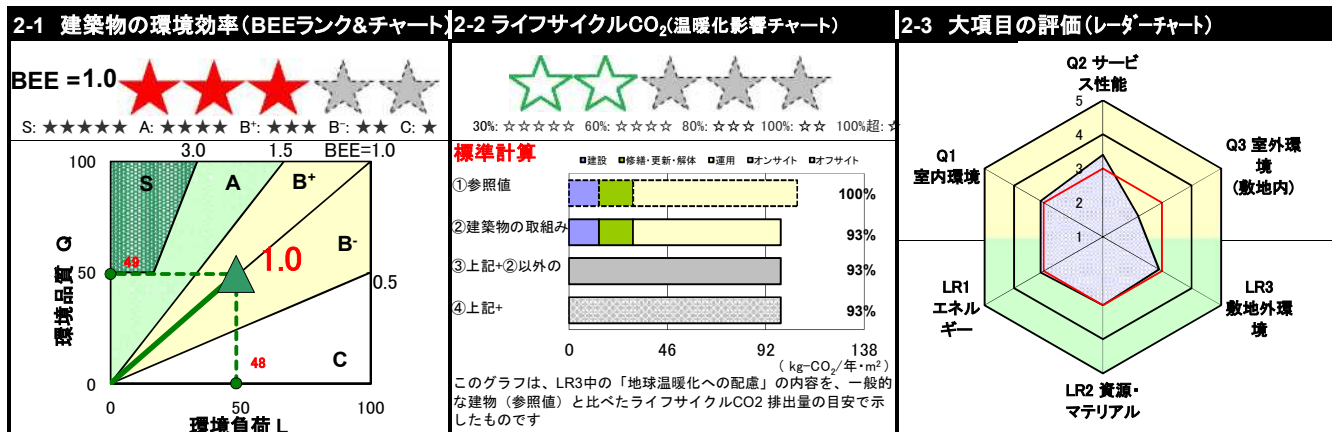 2-1 建築物の環境効率(BEEランク&チャート)
BEE = 1.0
S: ★★★★★ A: ★★★★ B⁺: ★★★ B⁻: ★★ C: ★
3.0 1.5 BEE=1.0
100
S
A
B⁺
B⁻
1.0
49
50
0.5
環境品質 Q
48
C
0
0 50 100
環境負荷 L
2-2 ライフサイクルCO₂(温暖化影響チャート)
30%: ☆☆☆☆☆ 60%: ☆☆☆☆ 80%: ☆☆☆ 100%: ☆☆ 100%超: ☆
標準計算
■建設 ■修繕・更新・解体 □運用 ■オンサイト ■オフサイト
①参照値 100%
②建築物の取組み 93%
③上記+②以外の 93%
④上記+ 93%
0 46 92 138
( kg-CO₂/年・m²)
このグラフは、LR3中の「地球温暖化への配慮」の内容を、一般的
な建物(参照値)と比べたライフサイクルCO2 排出量の目安で示
したものです
2-3 大項目の評価(レーダーチャート)
Q2 サービ
ス性能
5
4
3
2
1
Q1
室内環境
Q3 室外環
境
(敷地内)
LR1
エネル
ギー
LR3
敷地外環
境
LR2 資源・
マテリアル